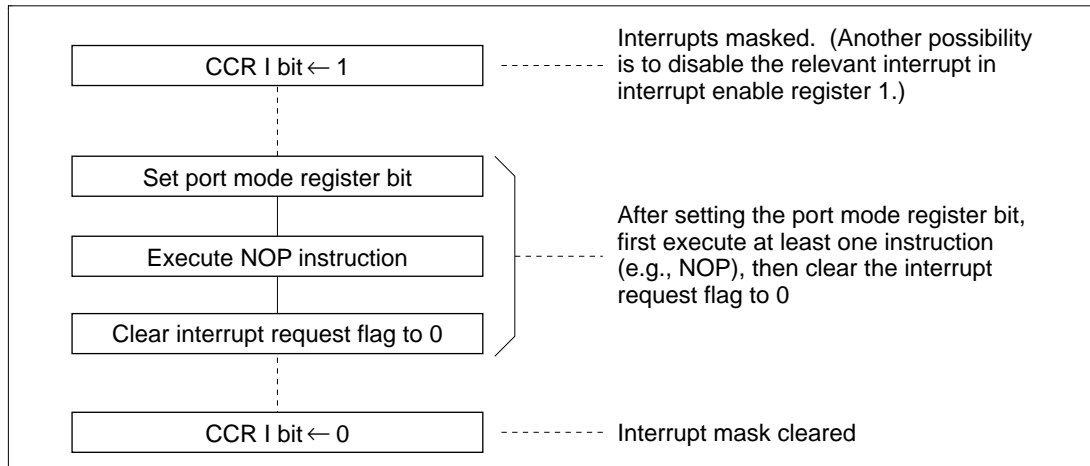 CCR I bit ← 1
Interrupts masked. (Another possibility
is to disable the relevant interrupt in
interrupt enable register 1.)
Set port mode register bit
Execute NOP instruction
Clear interrupt request flag to 0
After setting the port mode register bit,
first execute at least one instruction
(e.g., NOP), then clear the interrupt
request flag to 0
CCR I bit ← 0
Interrupt mask cleared